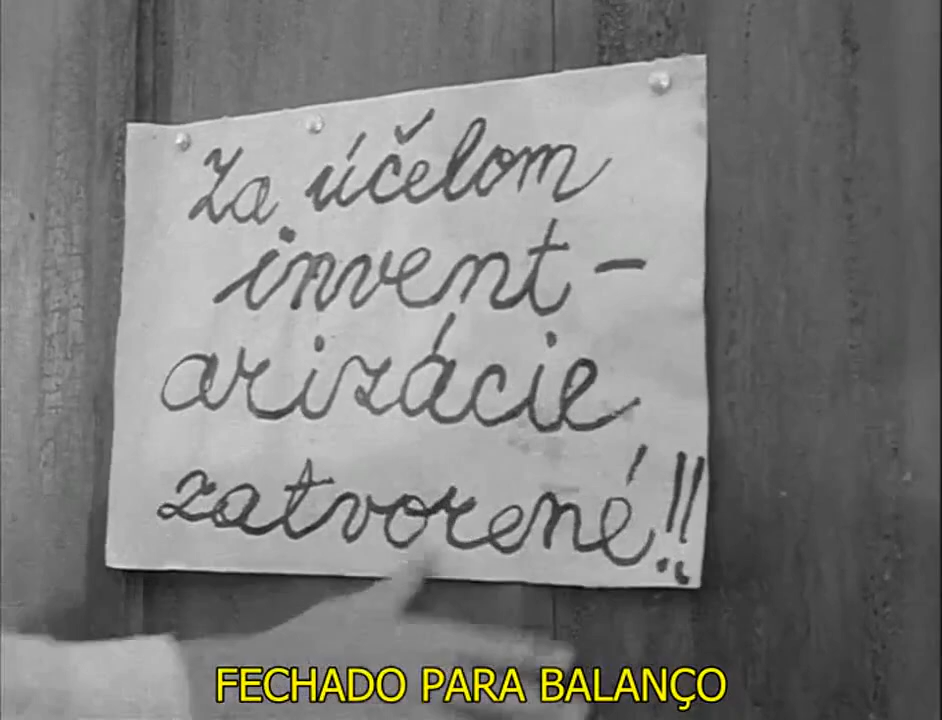 Za účelom
invent-
arizácie
zatvorené!!
FECHADO PARA BALANÇO